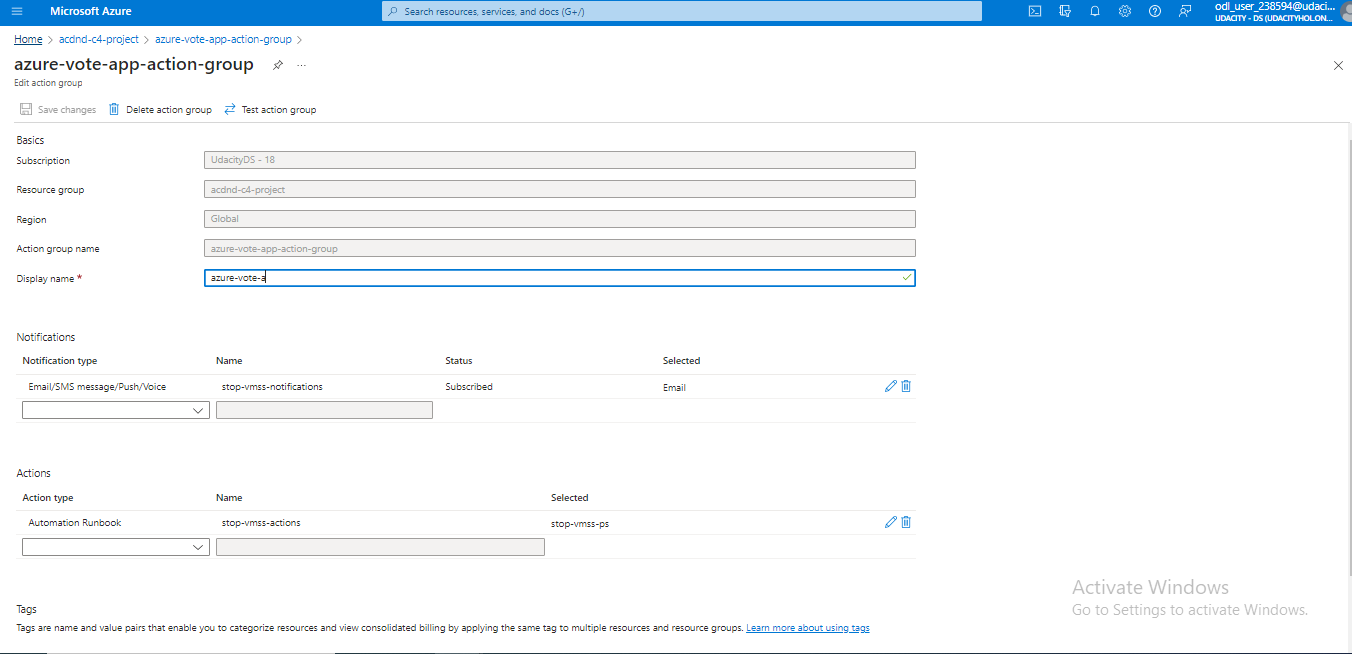 Microsoft Azure
Search resources, services, and docs (G+/)
odl_user_238594@udaci...
UDACITY - DS (UDACITYHOLON...
Home > acdnd-c4-project > azure-vote-app-action-group >
azure-vote-app-action-group ...
Edit action group
Save changes Delete action group Test action group
Basics
Subscription UdacityDS - 18
Resource group acdnd-c4-project
Region Global
Action group name azure-vote-app-action-group
Display name * azure-vote-a
Notifications
Notification type Name Status Selected
Email/SMS message/Push/Voice stop-vmss-notifications Subscribed Email
Actions
Action type Name Selected
Automation Runbook stop-vmss-actions stop-vmss-ps
Activate Windows
Go to Settings to activate Windows.
Tags
Tags are name and value pairs that enable you to categorize resources and view consolidated billing by applying the same tag to multiple resources and resource groups. Learn more about using tags